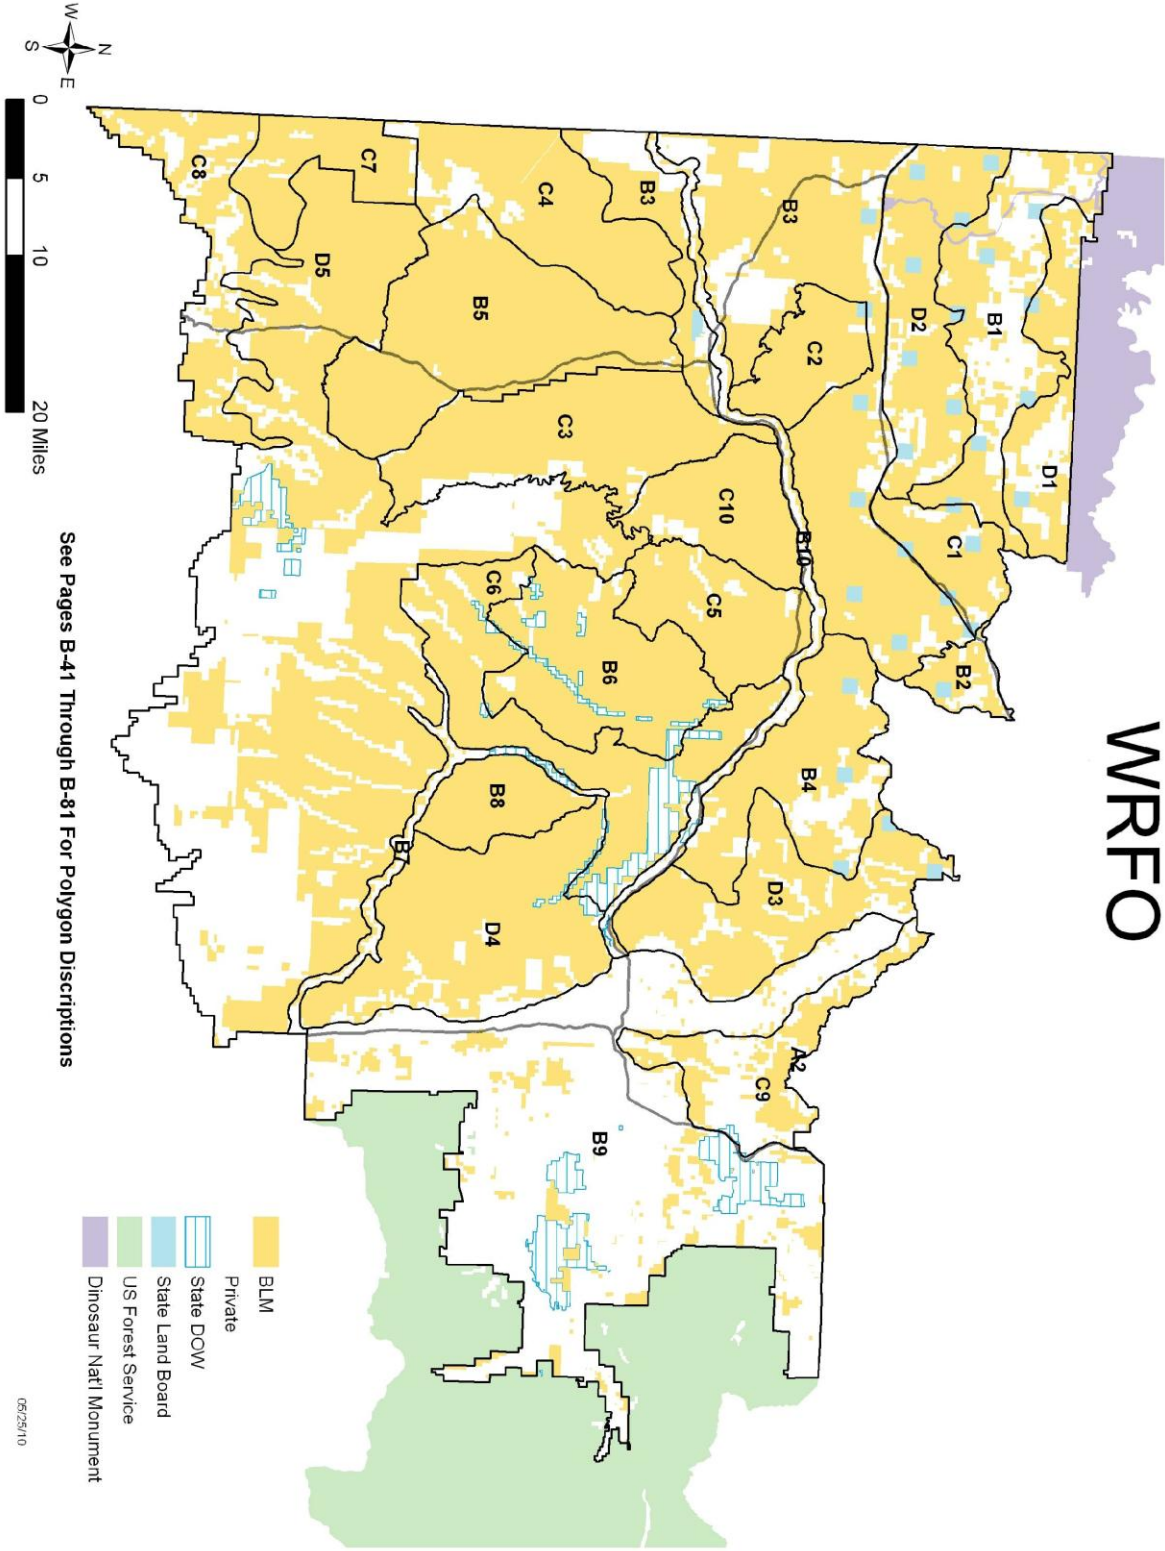 WRFO
D1
B1
B2
C1
D2
C2
B4
B10
A2
B3
D3
C9
C10
C5
B3
B6
B9
C3
C4
B8
C6
D4
B5
B7
C7
D5
C8
BLM
Private
State DOW
State Land Board
US Forest Service
Dinosaur Nat'l Monument
N
W
E
S
0 5 10 20 Miles
See Pages B-41 Through B-81 For Polygon Discriptions
05/25/10